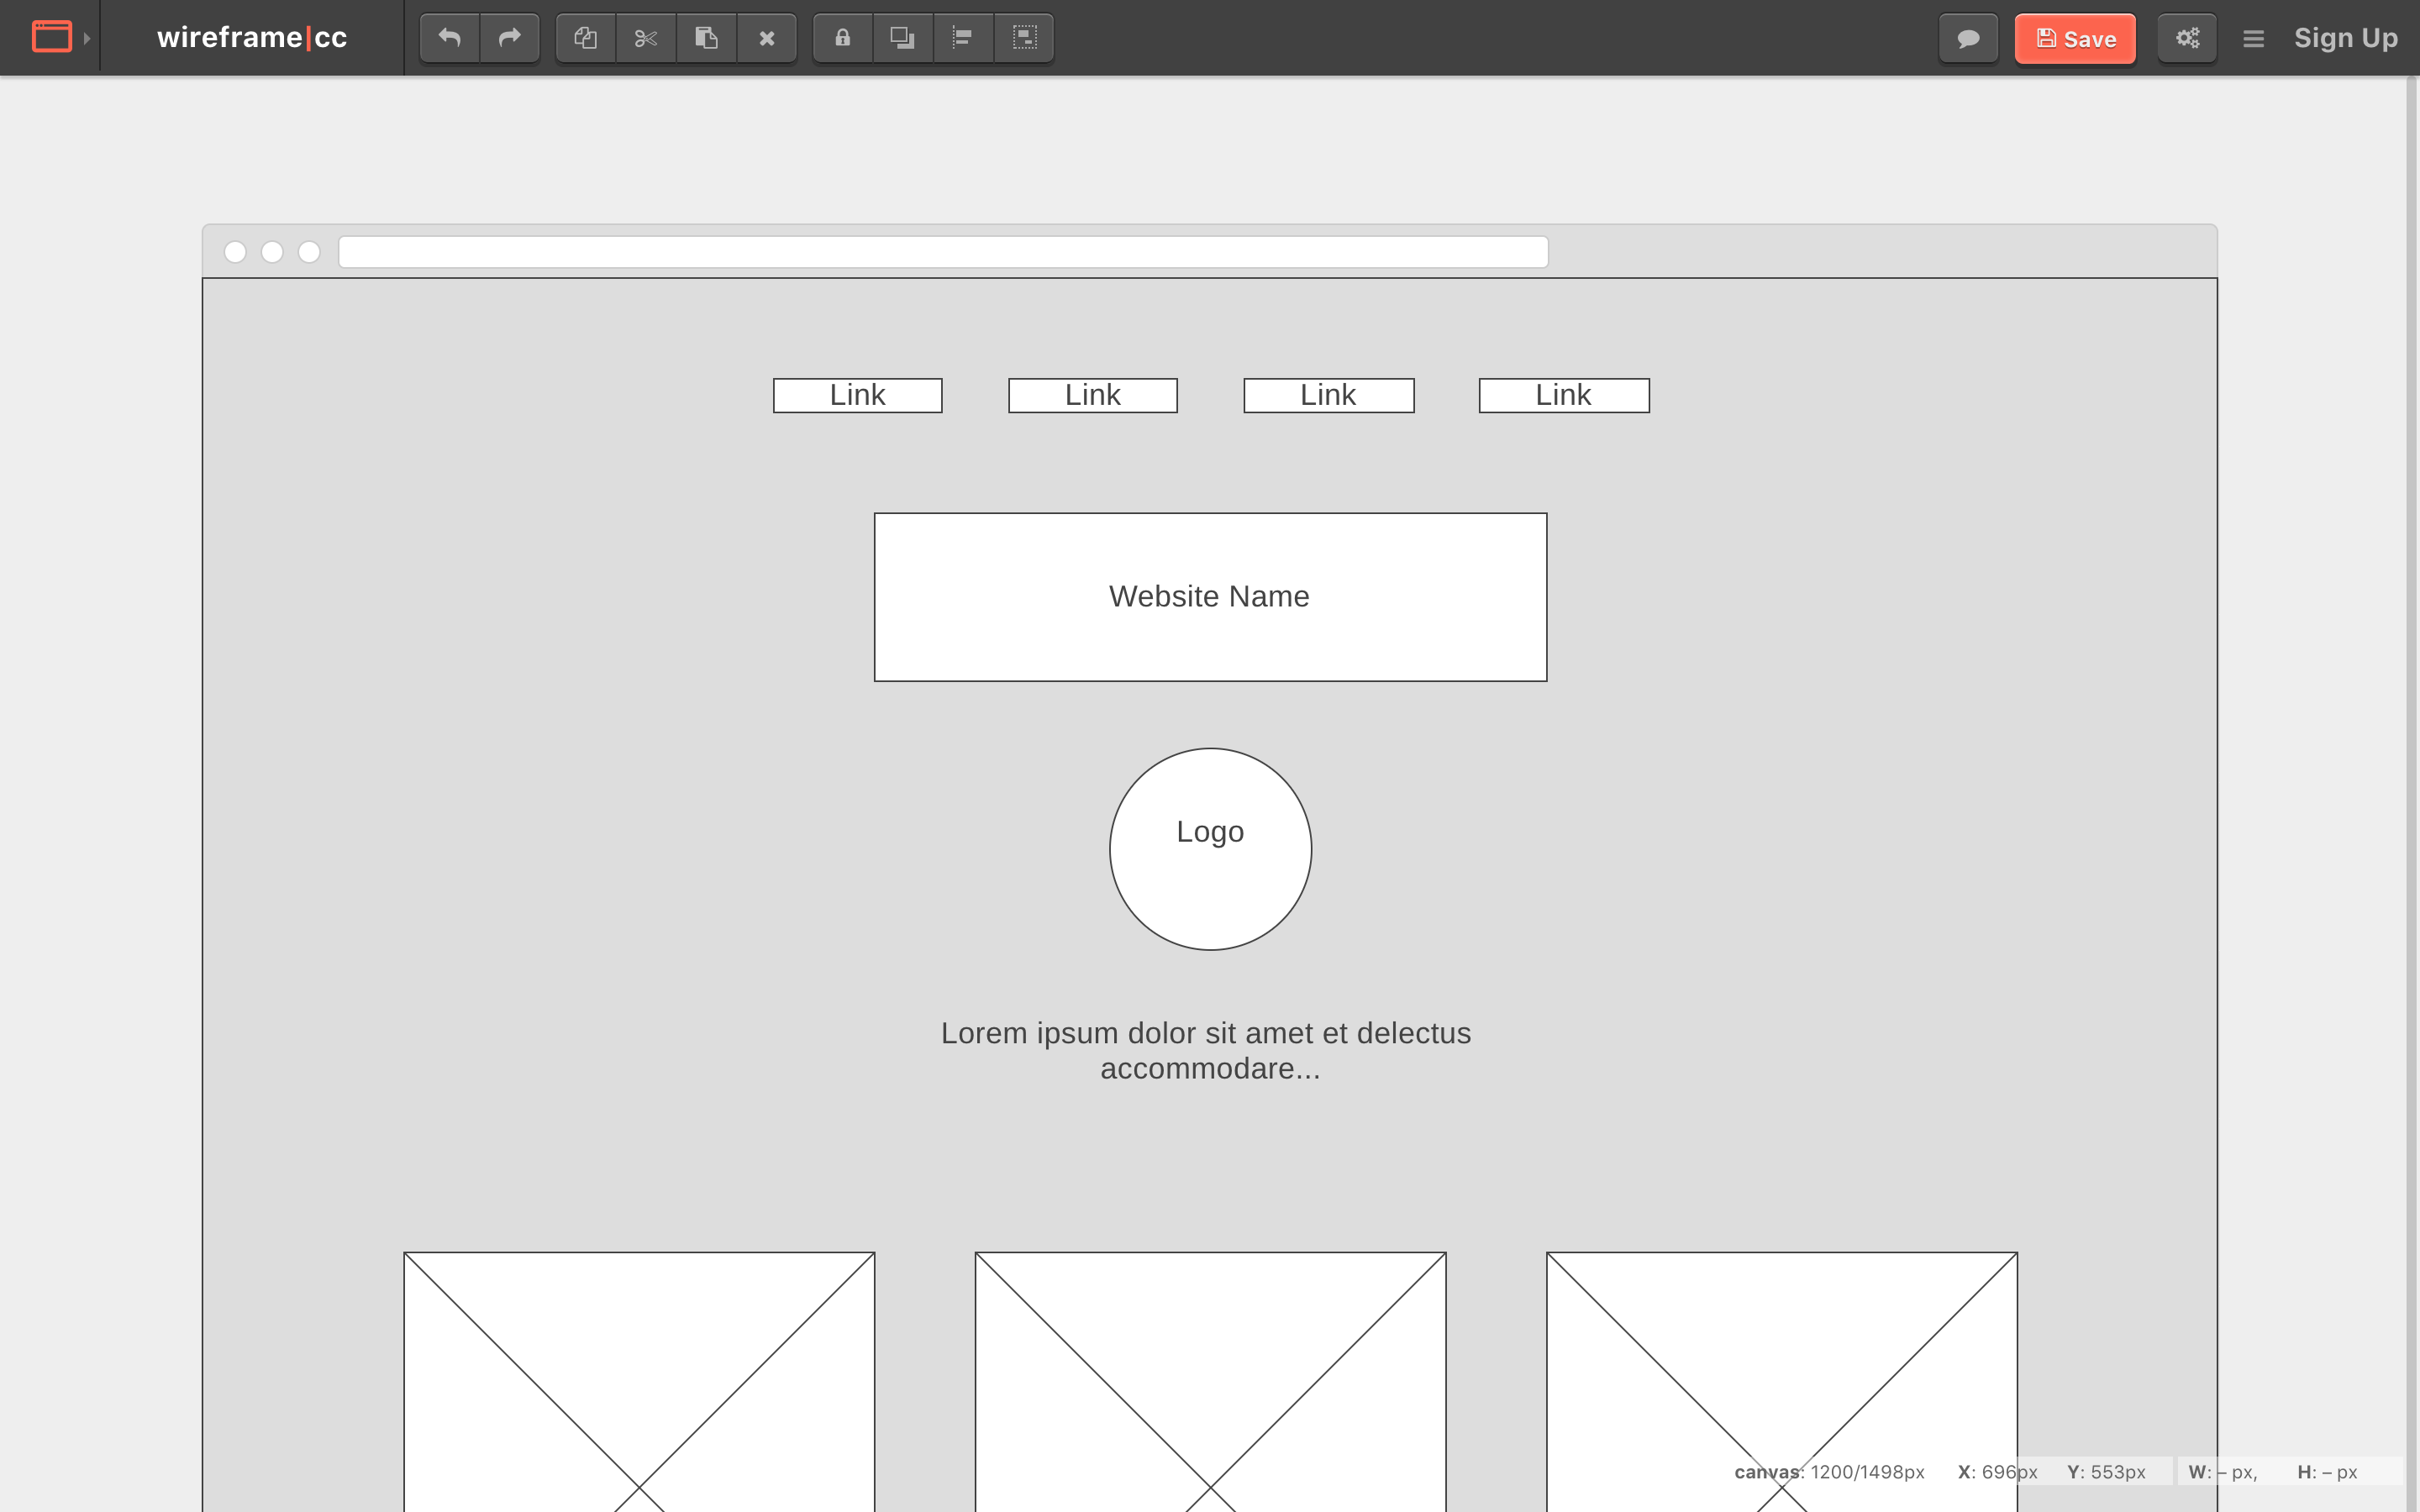 wireframe|cc
Save
Sign Up
Link Link Link Link
Website Name
Logo
Lorem ipsum dolor sit amet et delectus
accommodare...
canvas: 1200/1498px X: 696px Y: 553px W: – px, H: – px